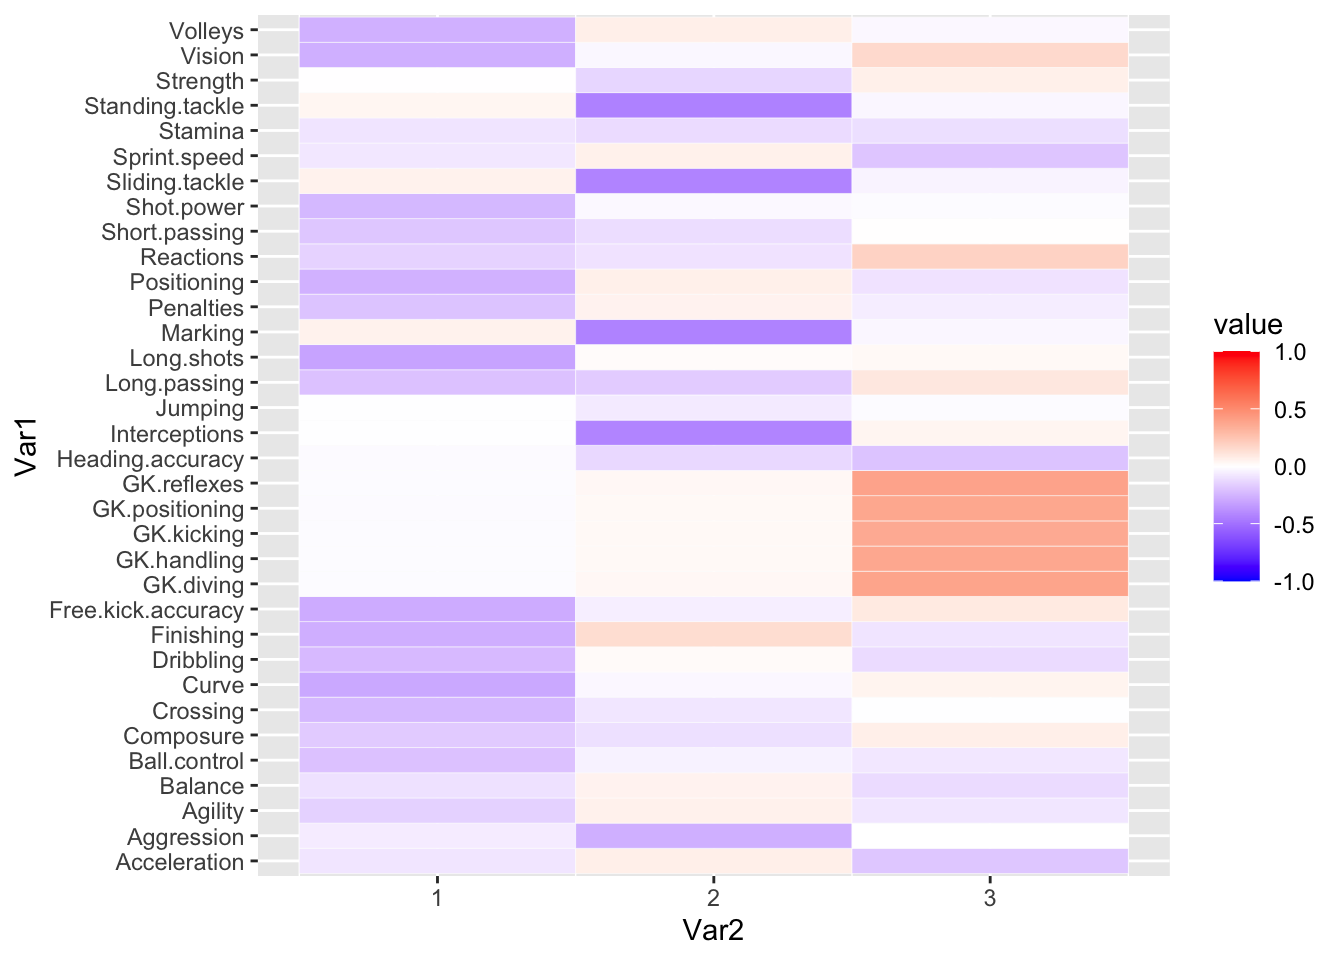 Volleys
Vision
Strength
Standing.tackle
Stamina
Sprint.speed
Sliding.tackle
Shot.power
Short.passing
Reactions
Positioning
Penalties
Marking
Long.shots
Long.passing
Jumping
Interceptions
Heading.accuracy
GK.reflexes
GK.positioning
GK.kicking
GK.handling
GK.diving
Free.kick.accuracy
Finishing
Dribbling
Curve
Crossing
Composure
Ball.control
Balance
Agility
Aggression
Acceleration
Var1
1 2 3
Var2
value
1.0
0.5
0.0
-0.5
-1.0